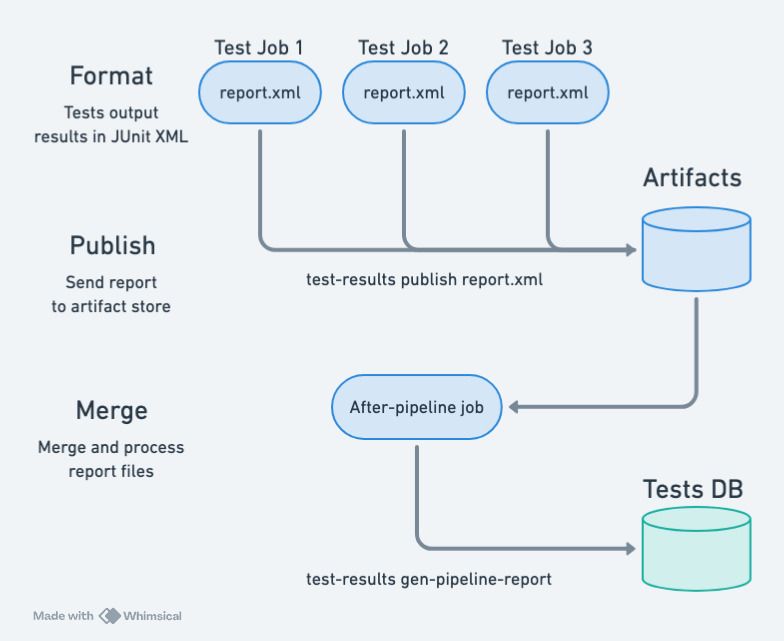 Test Job 1
Test Job 2
Test Job 3
Format
report.xml
report.xml
report.xml
Tests output
results in JUnit XML
Artifacts
Publish
Send report
to artifact store
test-results publish report.xml
Merge
After-pipeline job
Merge and process
report files
Tests DB
test-results gen-pipeline-report
Made with Whimsical